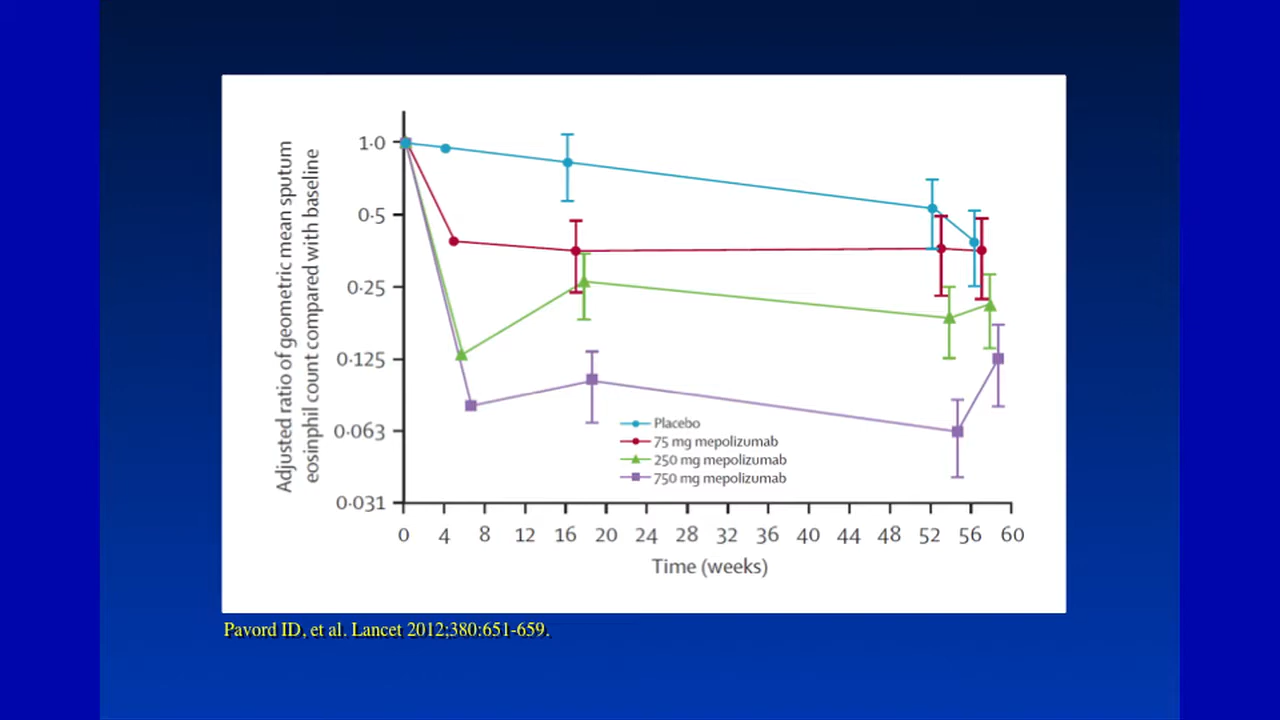 Adjusted ratio of geometric mean sputum
eosinphil count compared with baseline
1·0
0·5
0·25
0·125
0·063
0·031
Placebo
75 mg mepolizumab
250 mg mepolizumab
750 mg mepolizumab
0 4 8 12 16 20 24 28 32 36 40 44 48 52 56 60
Time (weeks)
Pavord ID, et al. Lancet 2012;380:651-659.